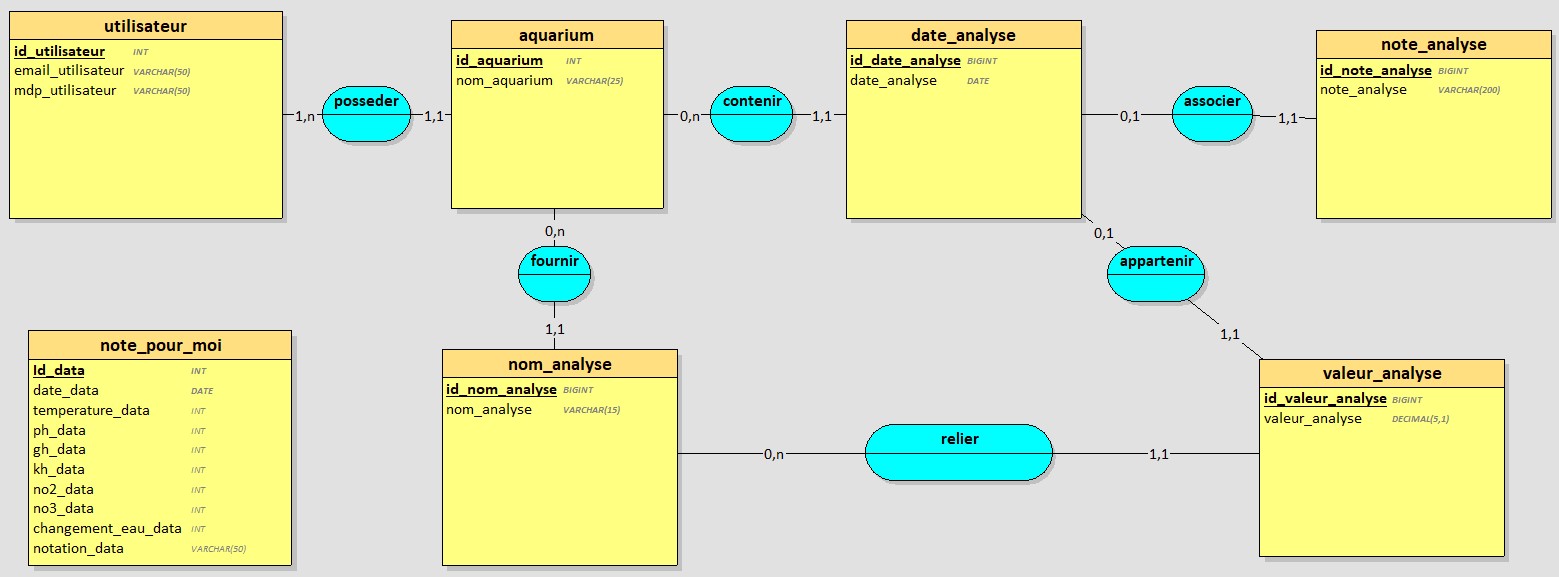 utilisateur
id_utilisateur INT
email_utilisateur VARCHAR(50)
mdp_utilisateur VARCHAR(50)
1,n
posseder
1,1
aquarium
id_aquarium INT
nom_aquarium VARCHAR(25)
0,n
contenir
1,1
date_analyse
id_date_analyse BIGINT
date_analyse DATE
0,1
associer
1,1
note_analyse
id_note_analyse BIGINT
note_analyse VARCHAR(200)
0,n
fournir
1,1
0,1
appartenir
1,1
note_pour_moi
Id_data INT
date_data DATE
temperature_data INT
ph_data INT
gh_data INT
kh_data INT
no2_data INT
no3_data INT
changement_eau_data INT
notation_data VARCHAR(50)
nom_analyse
id_nom_analyse BIGINT
nom_analyse VARCHAR(15)
0,n
relier
1,1
valeur_analyse
id_valeur_analyse BIGINT
valeur_analyse DECIMAL(5,1)